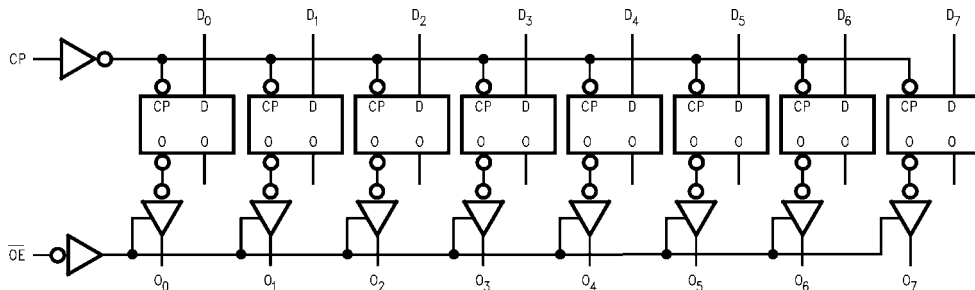 D0 D1 D2 D3 D4 D5 D6 D7
CP
CP D CP D CP D CP D CP D CP D CP D CP D
O O O O O O O O O O O O O O O O
OE
O0 O1 O2 O3 O4 O5 O6 O7